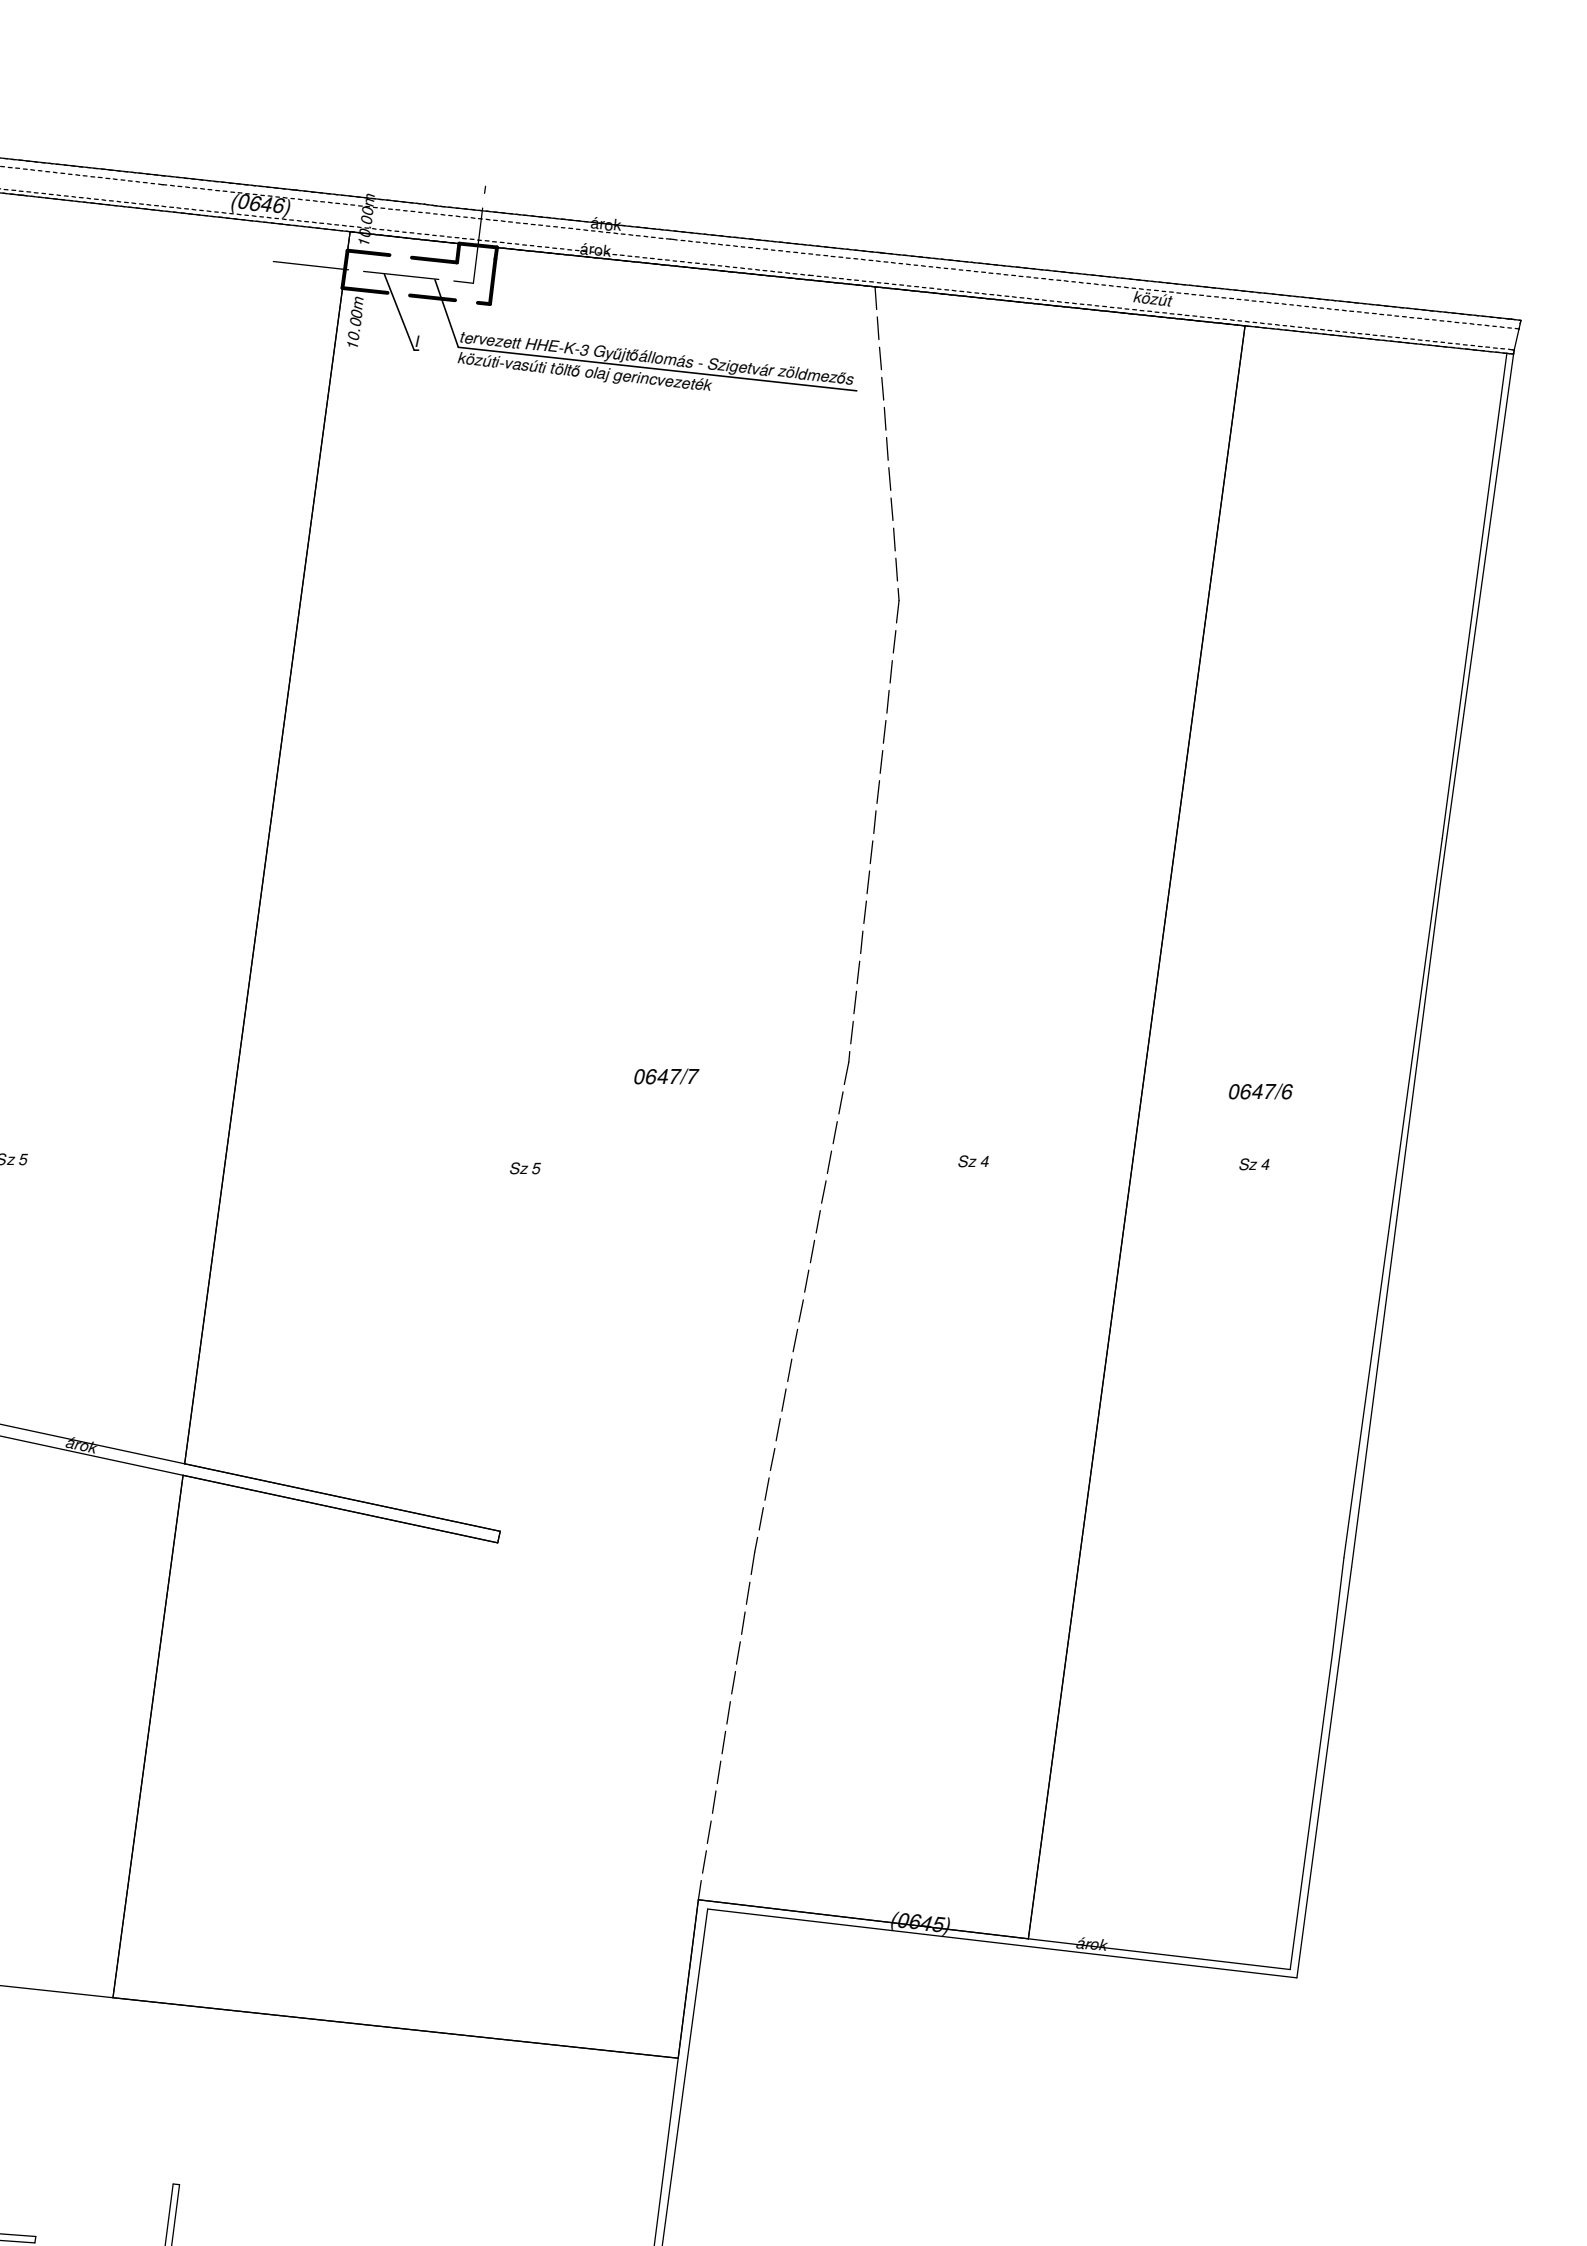 (0646)
10.00m
árok
árok
közút
10.00m
I
tervezett HHE-K-3 Gyűjtőállomás - Szigetvár zöldmezős
közúti-vasúti töltő olaj gerincvezeték
0647/7
0647/6
Sz 5
Sz 5
Sz 4
Sz 4
árok
(0645)
árok